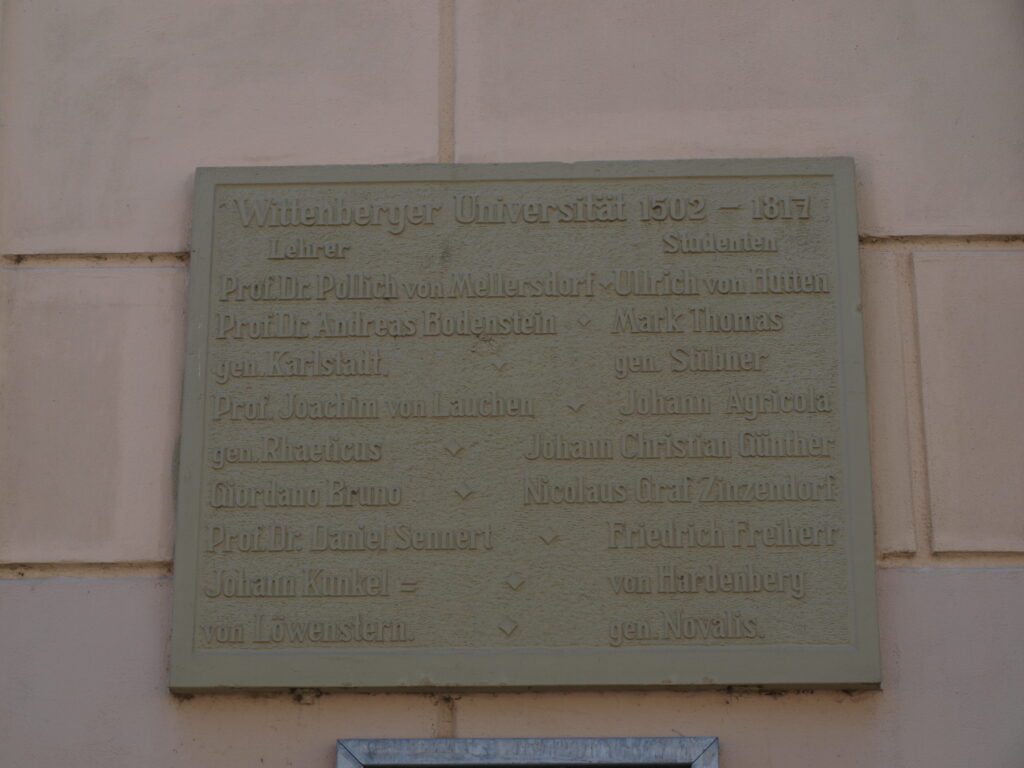 Wittenberger Universität 1502 – 1817
Lehrer Studenten
Prof. Dr. Pollich von Mellersdorf Ullrich von Hutten
Prof. Dr. Andreas Bodenstein Mark Thomas
gen. Karlstadt, gen. Stübner
Prof. Joachim von Lauchen Johann Agricola
gen. Rhaeticus Johann Christian Günther
Giordano Bruno Nicolaus Graf Zinzendorf
Prof. Dr. Daniel Sennert Friedrich Freiherr
Johann Kunkel = von Hardenberg
von Löwenstern. gen. Novalis.